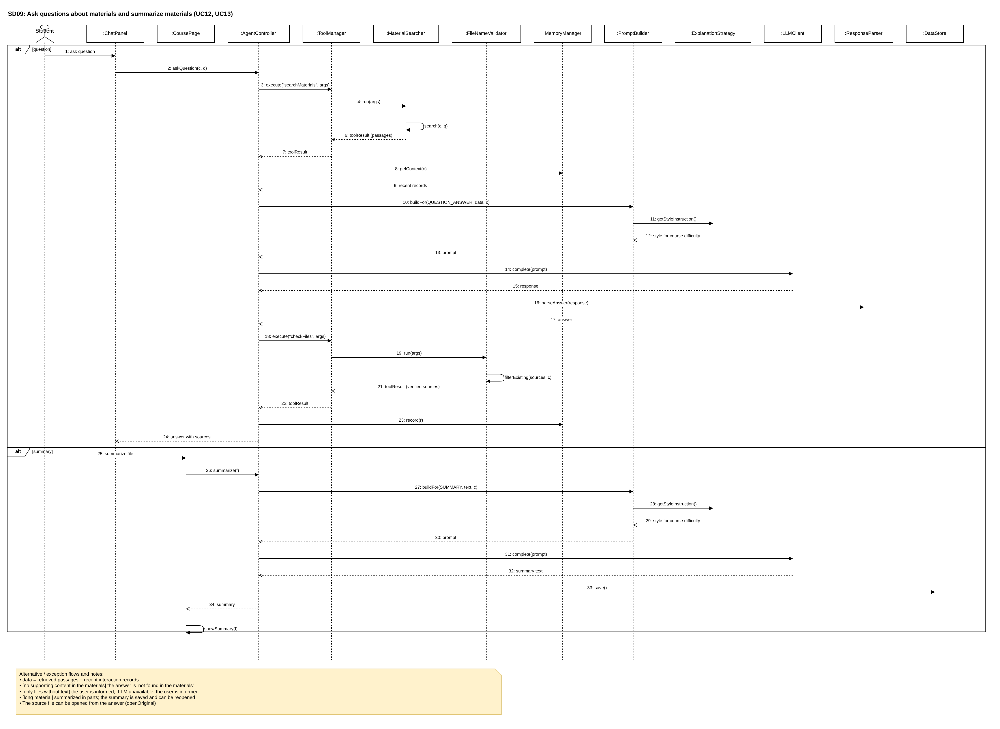 SD09: Ask questions about materials and summarize materials (UC12, UC13)
Student
:ChatPanel
:CoursePage
:AgentController
:ToolManager
:MaterialSearcher
:FileNameValidator
:MemoryManager
:PromptBuilder
:ExplanationStrategy
:LLMClient
:ResponseParser
:DataStore
alt
[question]
1: ask question
2: askQuestion(c, q)
3: execute("searchMaterials", args)
4: run(args)
search(c, q)
6: toolResult (passages)
7: toolResult
8: getContext(n)
9: recent records
10: buildFor(QUESTION_ANSWER, data, c)
11: getStyleInstruction()
12: style for course difficulty
13: prompt
14: complete(prompt)
15: response
16: parseAnswer(response)
17: answer
18: execute("checkFiles", args)
19: run(args)
filterExisting(sources, c)
21: toolResult (verified sources)
22: toolResult
23: record(r)
24: answer with sources
alt
[summary]
25: summarize file
26: summarize(f)
27: buildFor(SUMMARY, text, c)
28: getStyleInstruction()
29: style for course difficulty
30: prompt
31: complete(prompt)
32: summary text
33: save()
34: summary
showSummary(f)
Alternative / exception flows and notes:
• data = retrieved passages + recent interaction records
• [no supporting content in the materials] the answer is 'not found in the materials'
• [only files without text] the user is informed; [LLM unavailable] the user is informed
• [long material] summarized in parts; the summary is saved and can be reopened
• The source file can be opened from the answer (openOriginal)